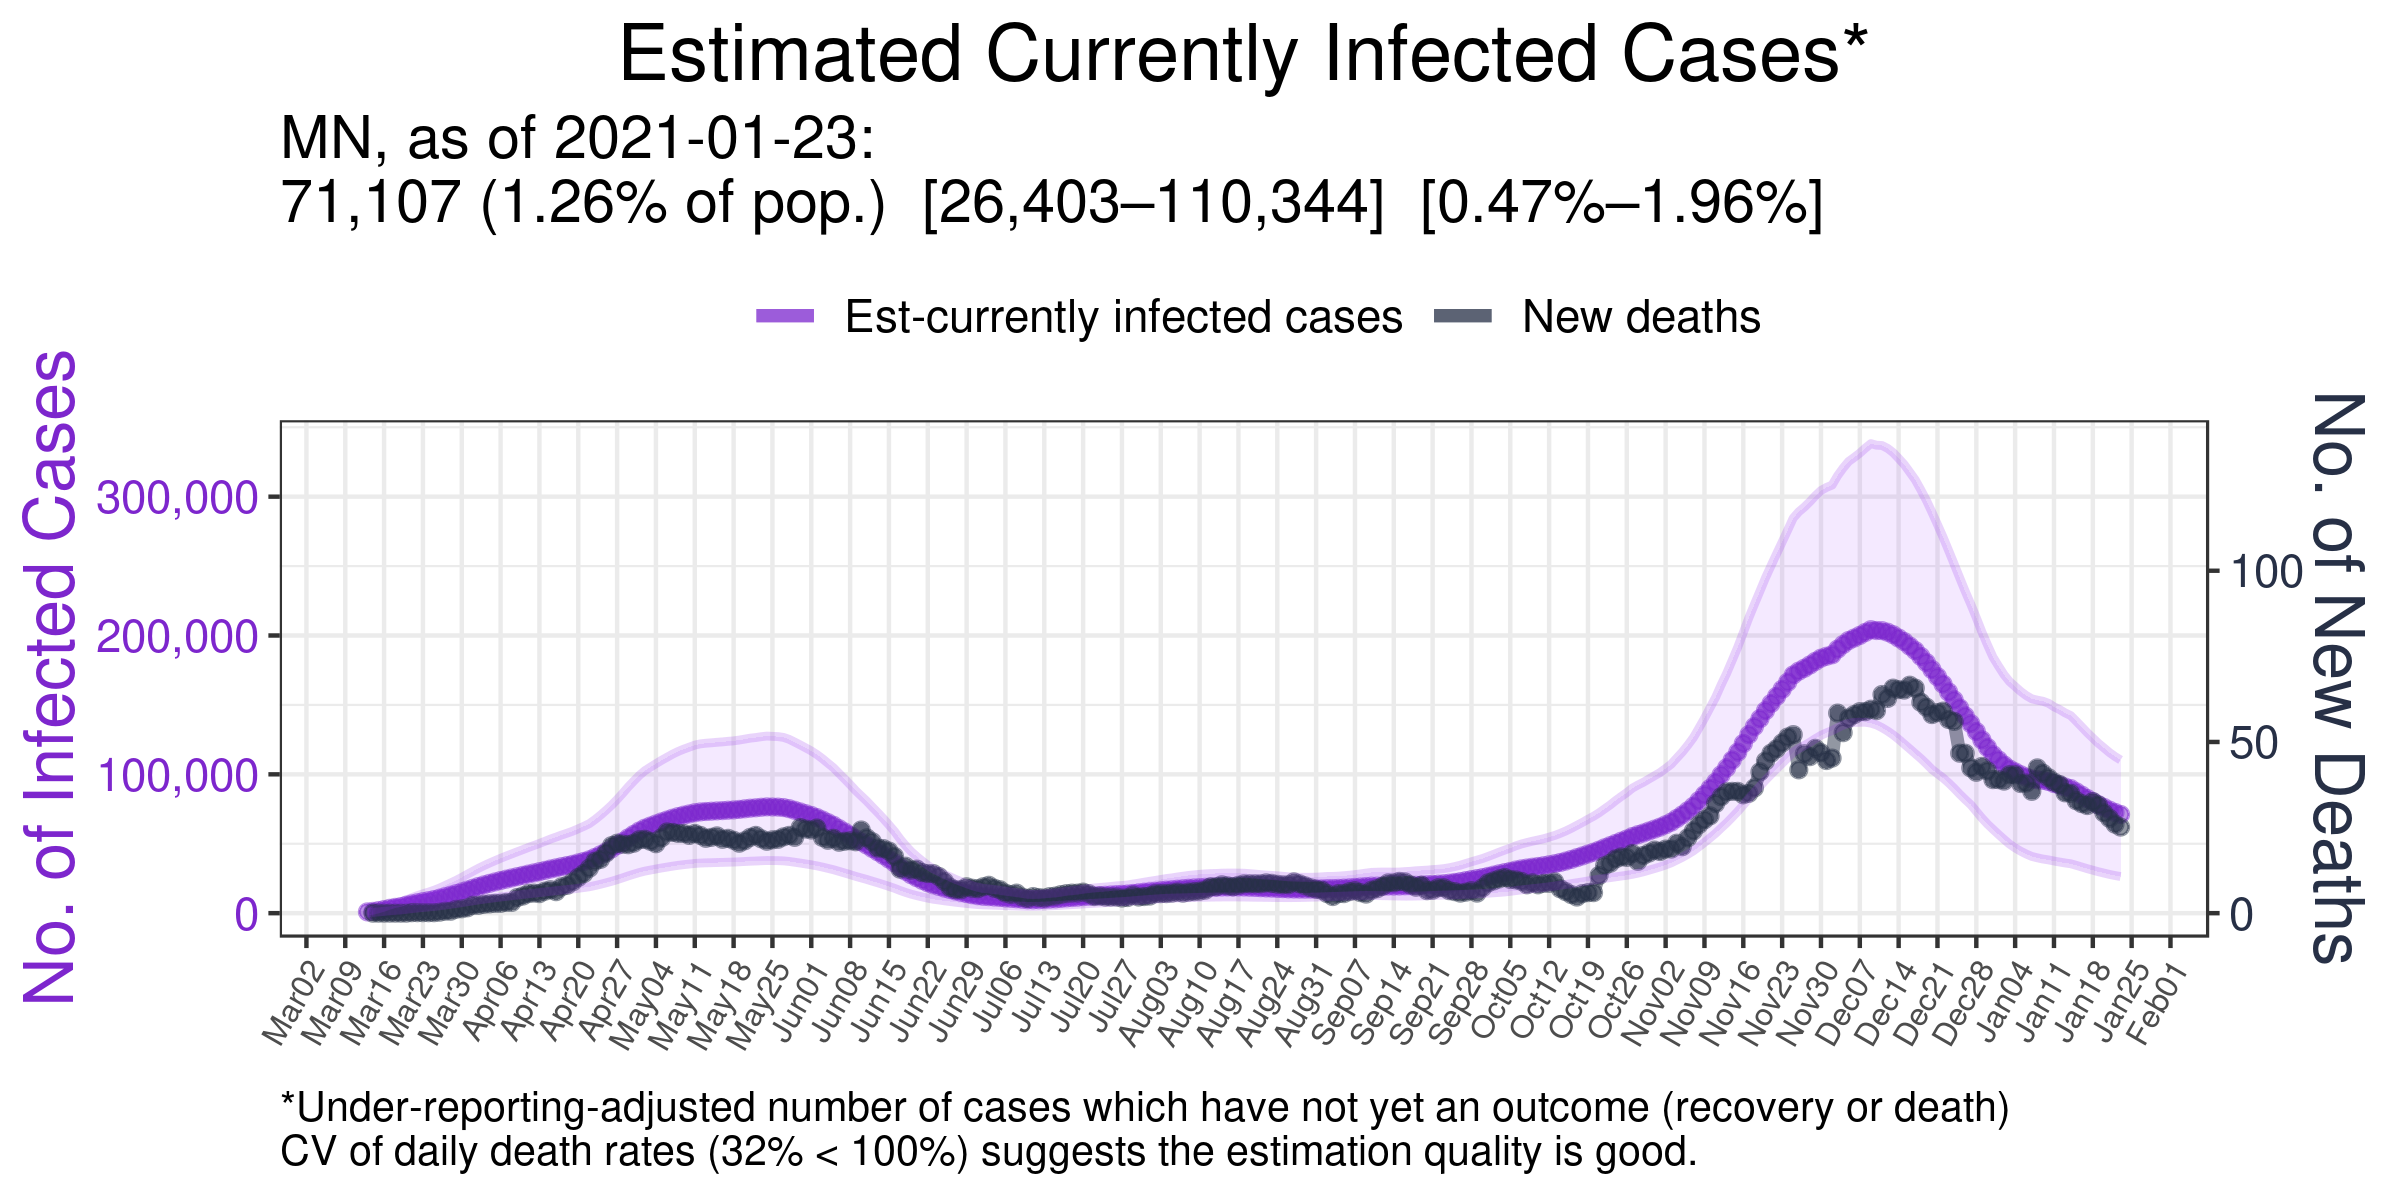 Estimated Currently Infected Cases*
MN, as of 2021-01-23:
71,107 (1.26% of pop.)  [26,403–110,344]  [0.47%–1.96%]
Est-currently infected cases
New deaths
No. of Infected Cases
300,000
200,000
100,000
0
No. of New Deaths
100
50
0
Mar02
Mar09
Mar16
Mar23
Mar30
Apr06
Apr13
Apr20
Apr27
May04
May11
May18
May25
Jun01
Jun08
Jun15
Jun22
Jun29
Jul06
Jul13
Jul20
Jul27
Aug03
Aug10
Aug17
Aug24
Aug31
Sep07
Sep14
Sep21
Sep28
Oct05
Oct12
Oct19
Oct26
Nov02
Nov09
Nov16
Nov23
Nov30
Dec07
Dec14
Dec21
Dec28
Jan04
Jan11
Jan18
Jan25
Feb01
*Under-reporting-adjusted number of cases which have not yet an outcome (recovery or death)
CV of daily death rates (32% < 100%) suggests the estimation quality is good.